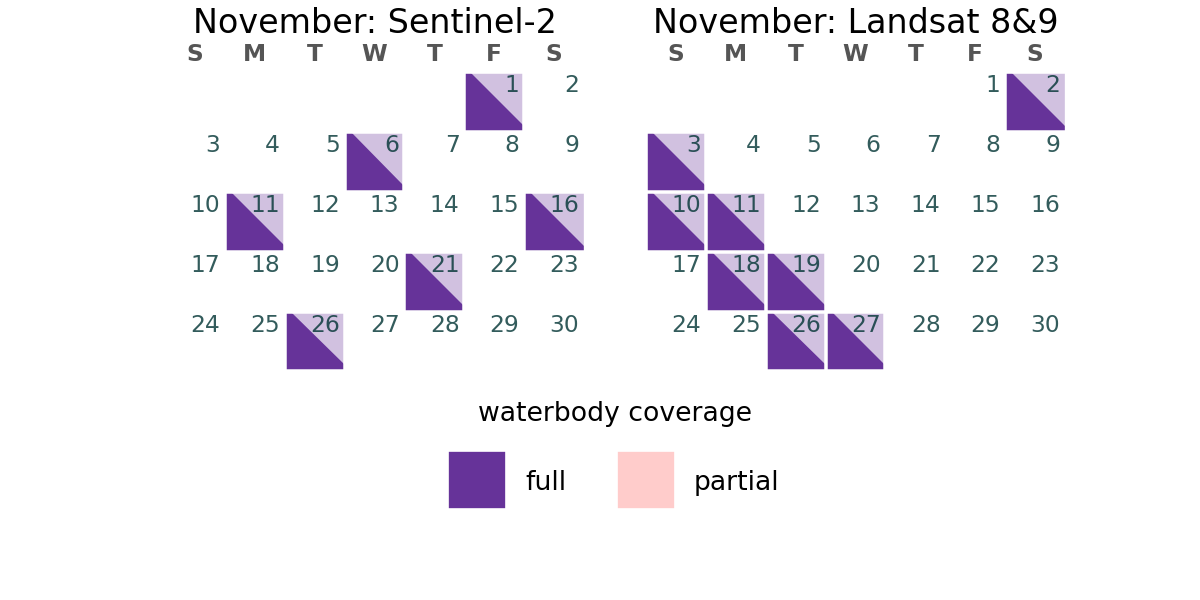 November: Sentinel-2
S M T W T F S
1 2
3 4 5 6 7 8 9
10 11 12 13 14 15 16
17 18 19 20 21 22 23
24 25 26 27 28 29 30
November: Landsat 8&9
S M T W T F S
1 2
3 4 5 6 7 8 9
10 11 12 13 14 15 16
17 18 19 20 21 22 23
24 25 26 27 28 29 30
waterbody coverage
full partial